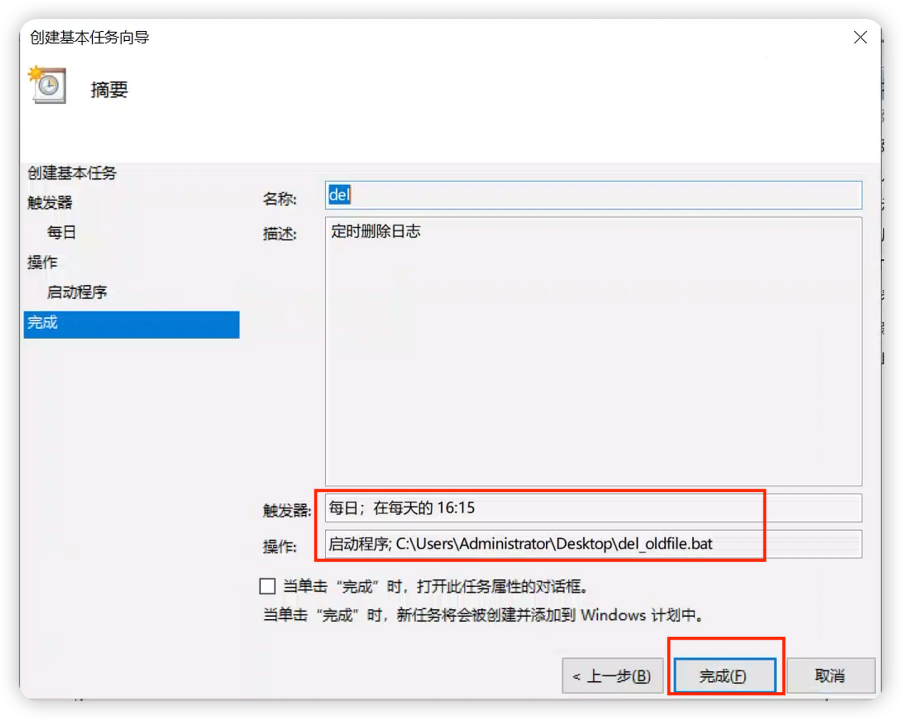 创建基本任务向导
摘要
创建基本任务
触发器
每日
操作
启动程序
完成
名称: del
描述: 定时删除日志
触发器: 每日；在每天的 16:15
操作: 启动程序; C:\Users\Administrator\Desktop\del_oldfile.bat
当单击“完成”时，打开此任务属性的对话框。
当单击“完成”时，新任务将会被创建并添加到 Windows 计划中。
< 上一步(B) 完成(F) 取消